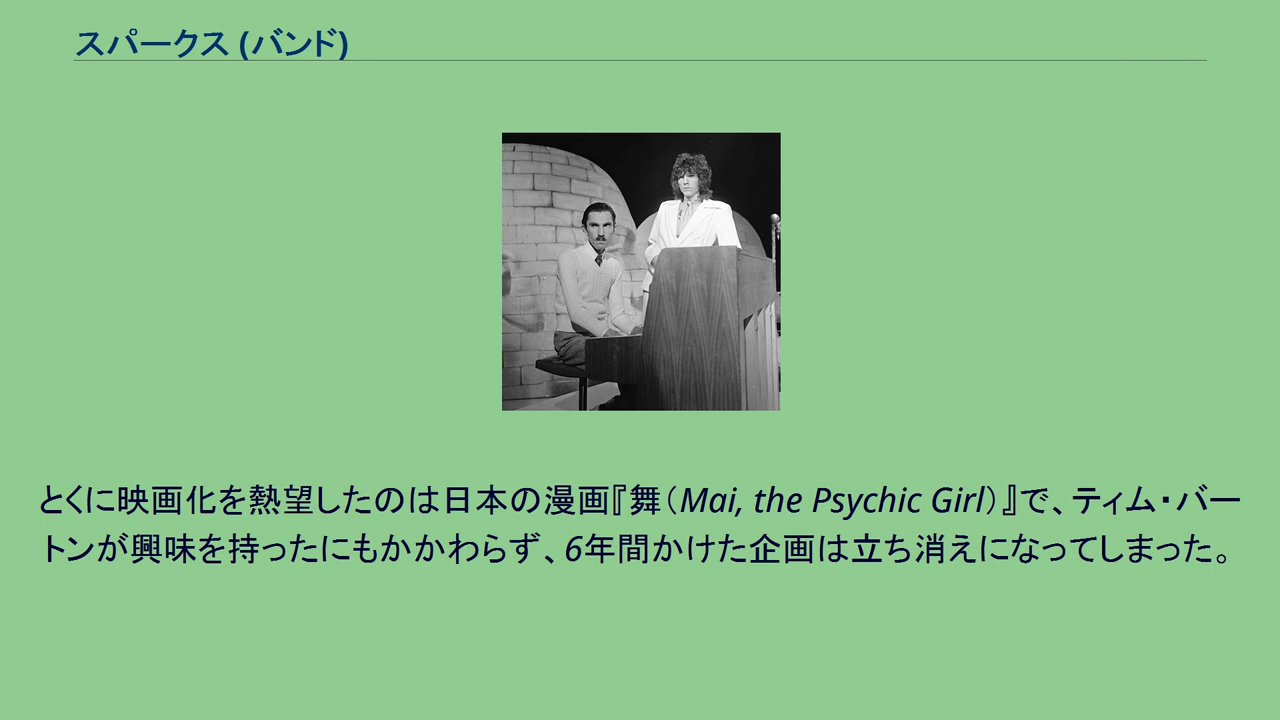 スパークス (バンド)
とくに映画化を熱望したのは日本の漫画『舞（Mai, the Psychic Girl）』で、ティム・バー
トンが興味を持ったにもかかわらず、6年間かけた企画は立ち消えになってしまった。